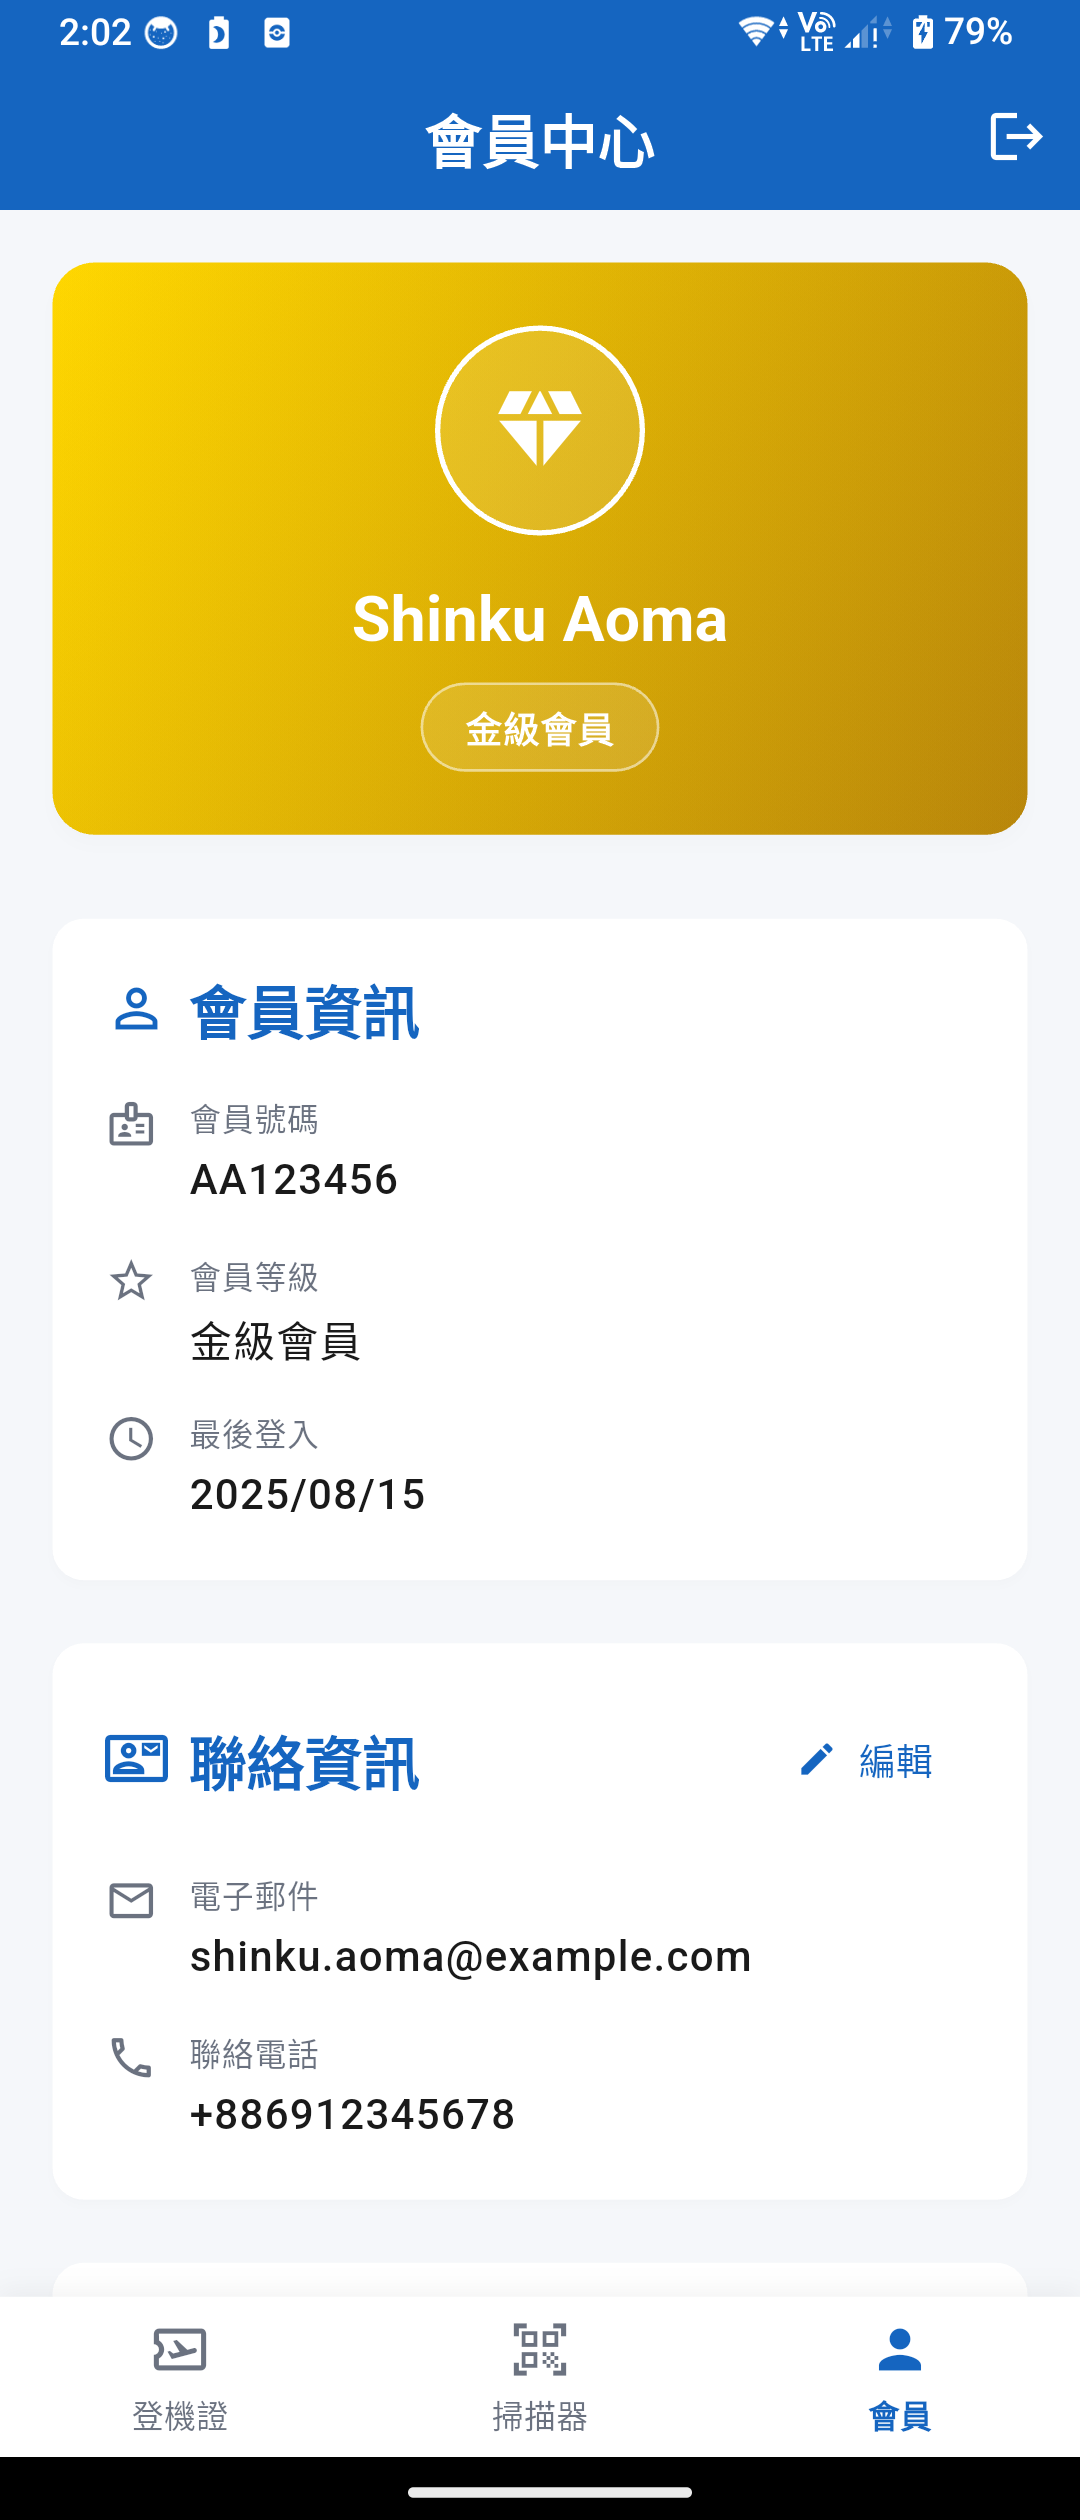 2:02
Vo LTE
79%
會員中心
Shinku Aoma
金級會員
會員資訊
會員號碼
AA123456
會員等級
金級會員
最後登入
2025/08/15
聯絡資訊
編輯
電子郵件
shinku.aoma@example.com
聯絡電話
+886912345678
登機證
掃描器
會員